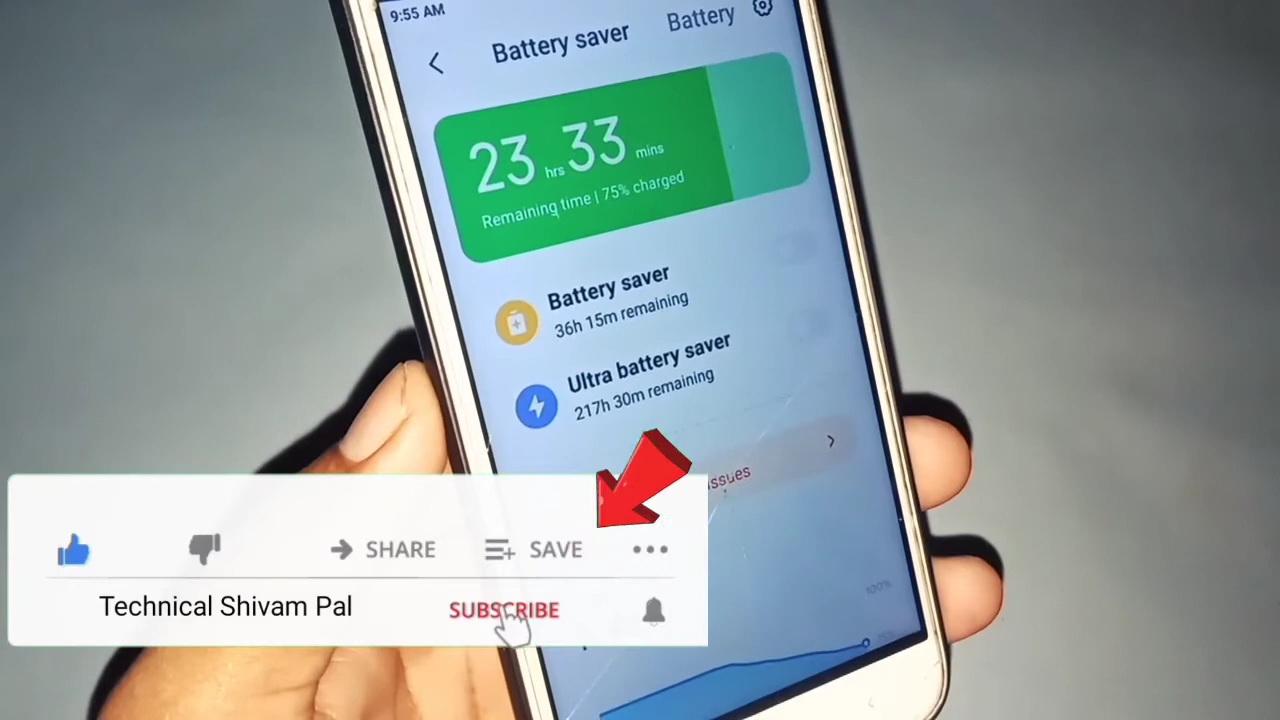 9:55 AM
Battery saver Battery
23 hrs 33 mins
Remaining time | 75% charged
Battery saver
36h 15m remaining
Ultra battery saver
217h 30m remaining
issues
SHARE SAVE
Technical Shivam Pal SUBSCRIBE
100%